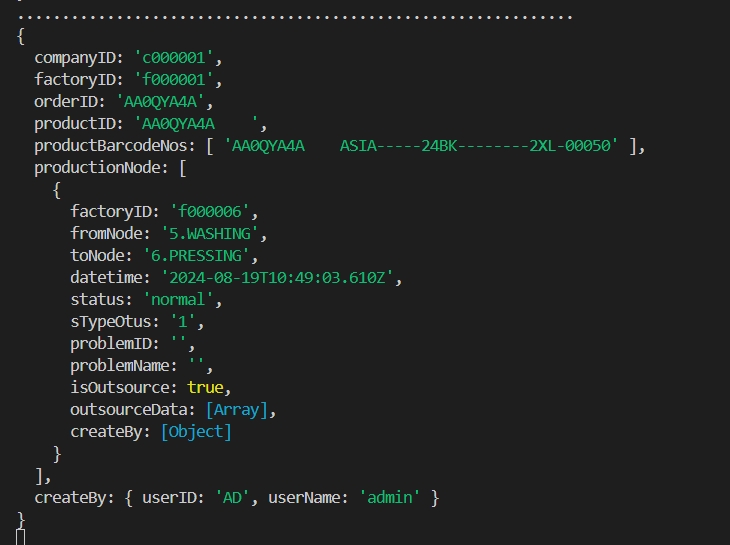 ..............................................................
{
  companyID: 'c000001',
  factoryID: 'f000001',
  orderID: 'AA0QYA4A',
  productID: 'AA0QYA4A    ',
  productBarcodeNos: [ 'AA0QYA4A    ASIA-----24BK--------2XL-00050' ],
  productionNode: [
    {
      factoryID: 'f000006',
      fromNode: '5.WASHING',
      toNode: '6.PRESSING',
      datetime: '2024-08-19T10:49:03.610Z',
      status: 'normal',
      sTypeOtus: '1',
      problemID: '',
      problemName: '',
      isOutsource: true,
      outsourceData: [Array],
      createBy: [Object]
    }
  ],
  createBy: { userID: 'AD', userName: 'admin' }
}